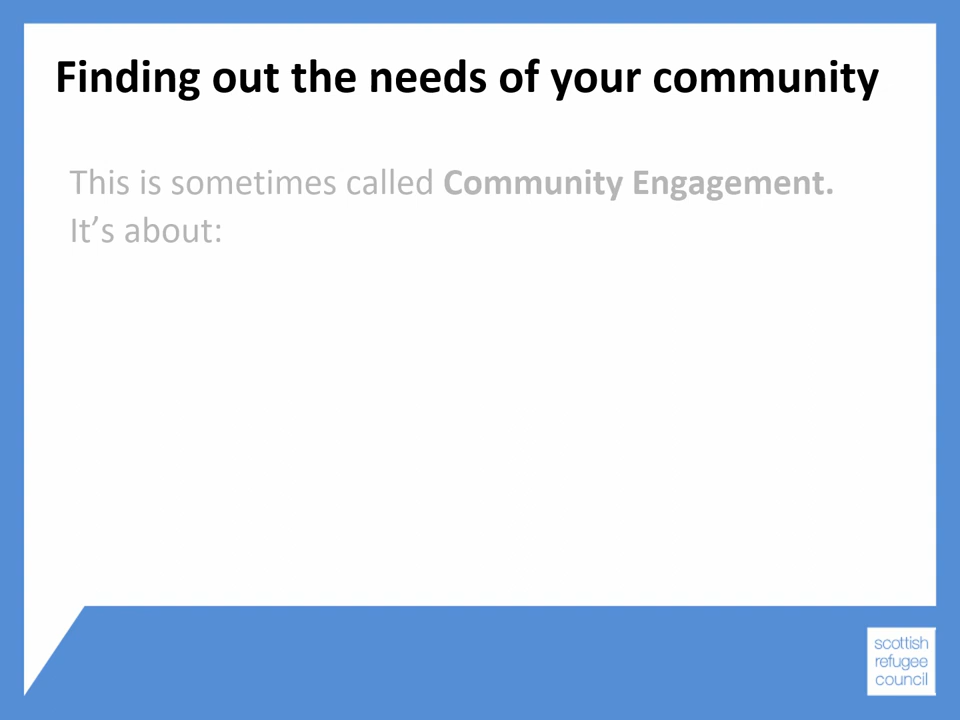 Finding out the needs of your community
This is sometimes called Community Engagement.
It’s about:
scottish
refugee
council